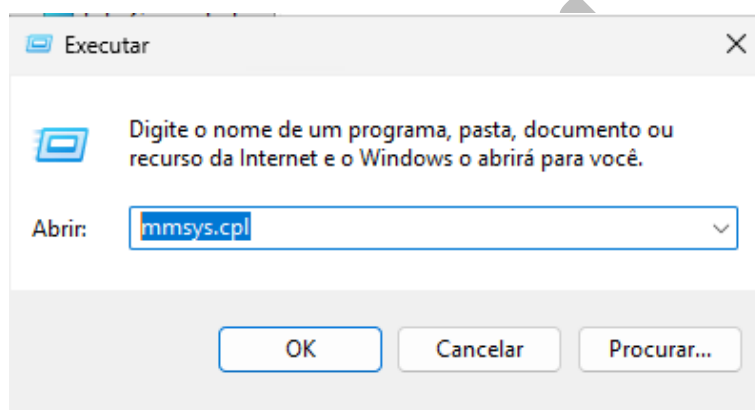 Executar
Digite o nome de um programa, pasta, documento ou
recurso da Internet e o Windows o abrirá para você.
Abrir: mmsys.cpl
OK Cancelar Procurar...